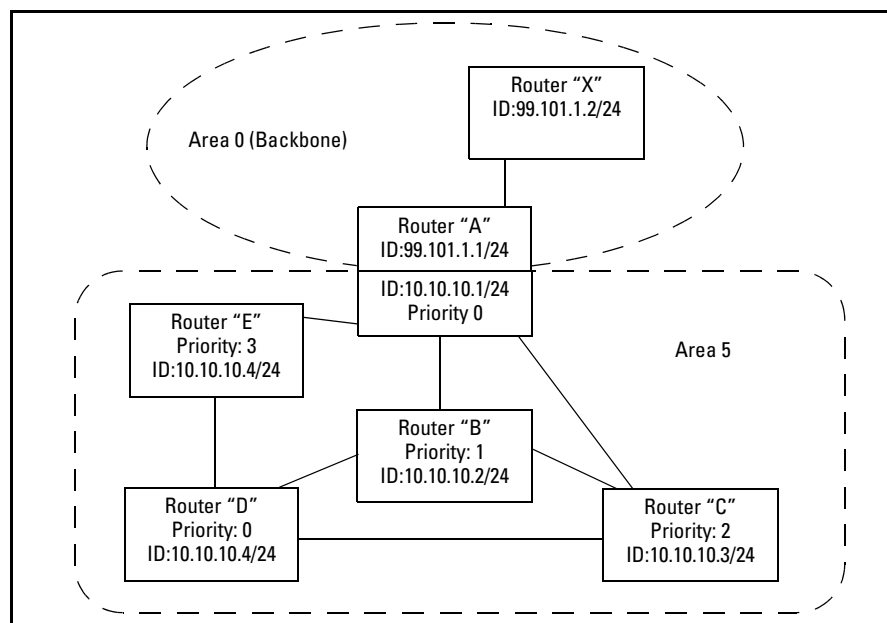 Router “X”
ID:99.101.1.2/24
Area 0 (Backbone)
Router “A”
ID:99.101.1.1/24
ID:10.10.10.1/24
Priority 0
Router “E”
Priority: 3
ID:10.10.10.4/24
Area 5
Router “B”
Priority: 1
ID:10.10.10.2/24
Router “D”
Priority: 0
ID:10.10.10.4/24
Router “C”
Priority: 2
ID:10.10.10.3/24